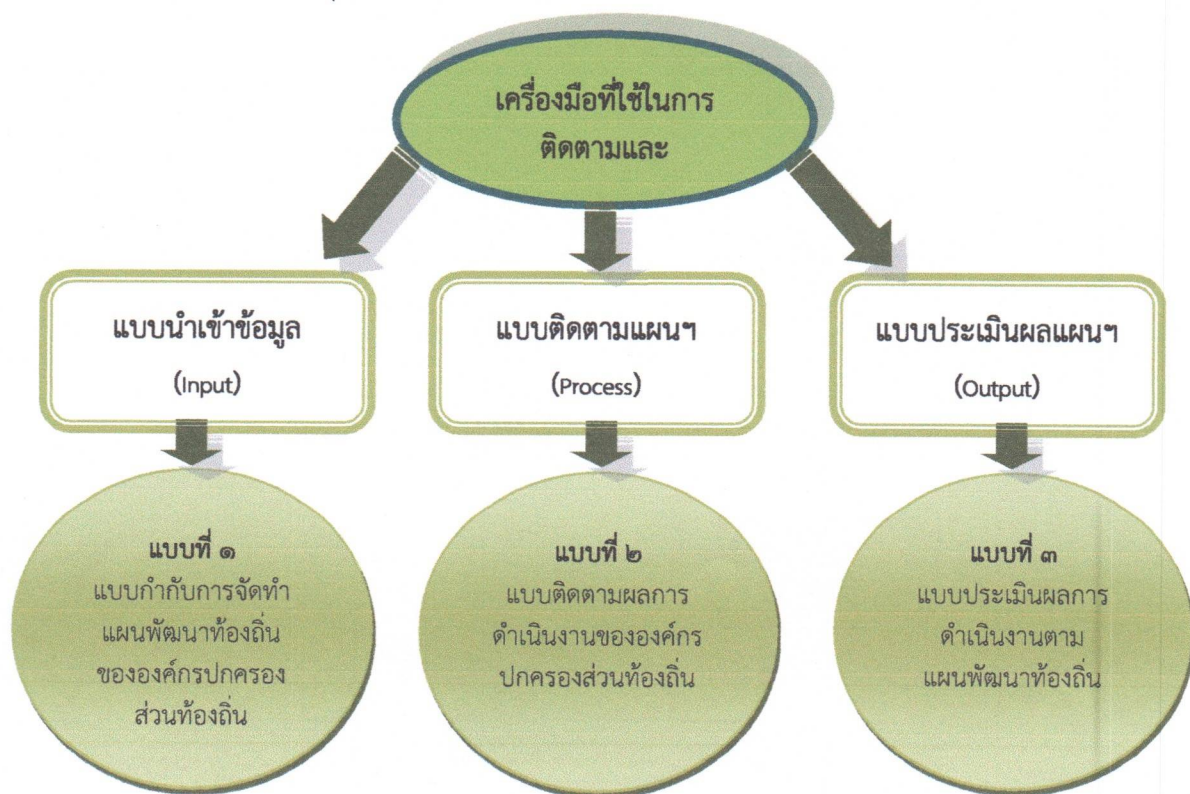 เครื่องมือที่ใช้ในการ
ติดตามและ
แบบนำเข้าข้อมูล
(Input)
แบบติดตามแผนฯ
(Process)
แบบประเมินผลแผนฯ
(Output)
แบบที่ ๑
แบบกำกับการจัดทำ
แผนพัฒนาท้องถิ่น
ขององค์กรปกครอง
ส่วนท้องถิ่น
แบบที่ ๒
แบบติดตามผลการ
ดำเนินงานขององค์กร
ปกครองส่วนท้องถิ่น
แบบที่ ๓
แบบประเมินผลการ
ดำเนินงานตาม
แผนพัฒนาท้องถิ่น